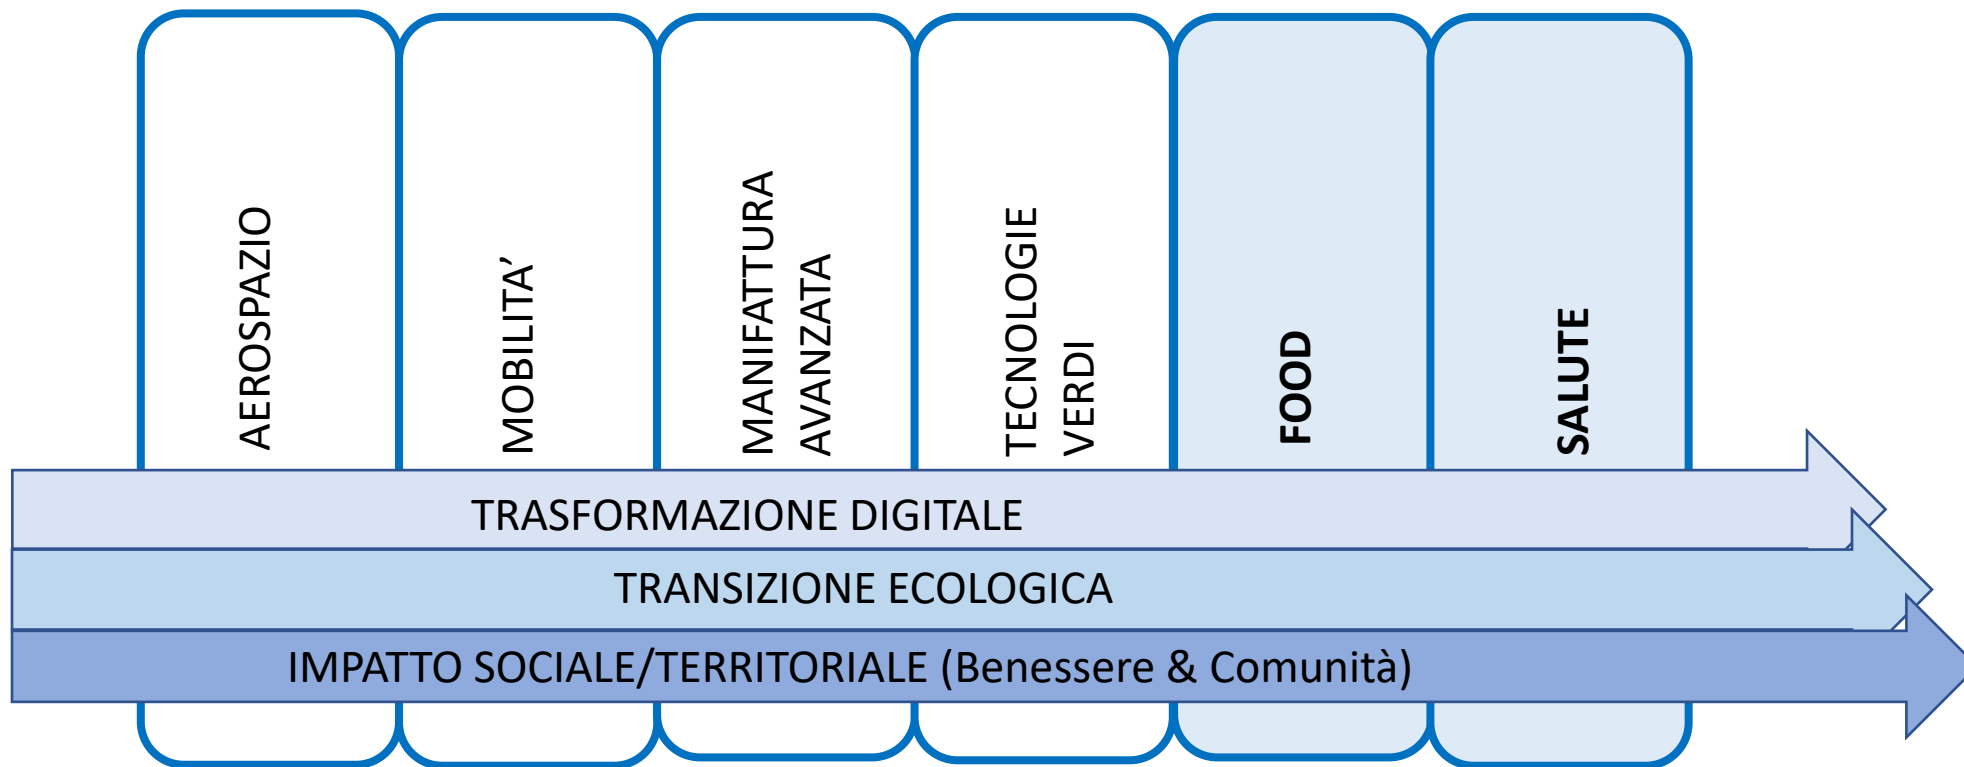 AEROSPAZIO
MOBILITA’
MANIFATTURA
AVANZATA
TECNOLOGIE
VERDI
FOOD
SALUTE
TRASFORMAZIONE DIGITALE
TRANSIZIONE ECOLOGICA
IMPATTO SOCIALE/TERRITORIALE (Benessere & Comunità)